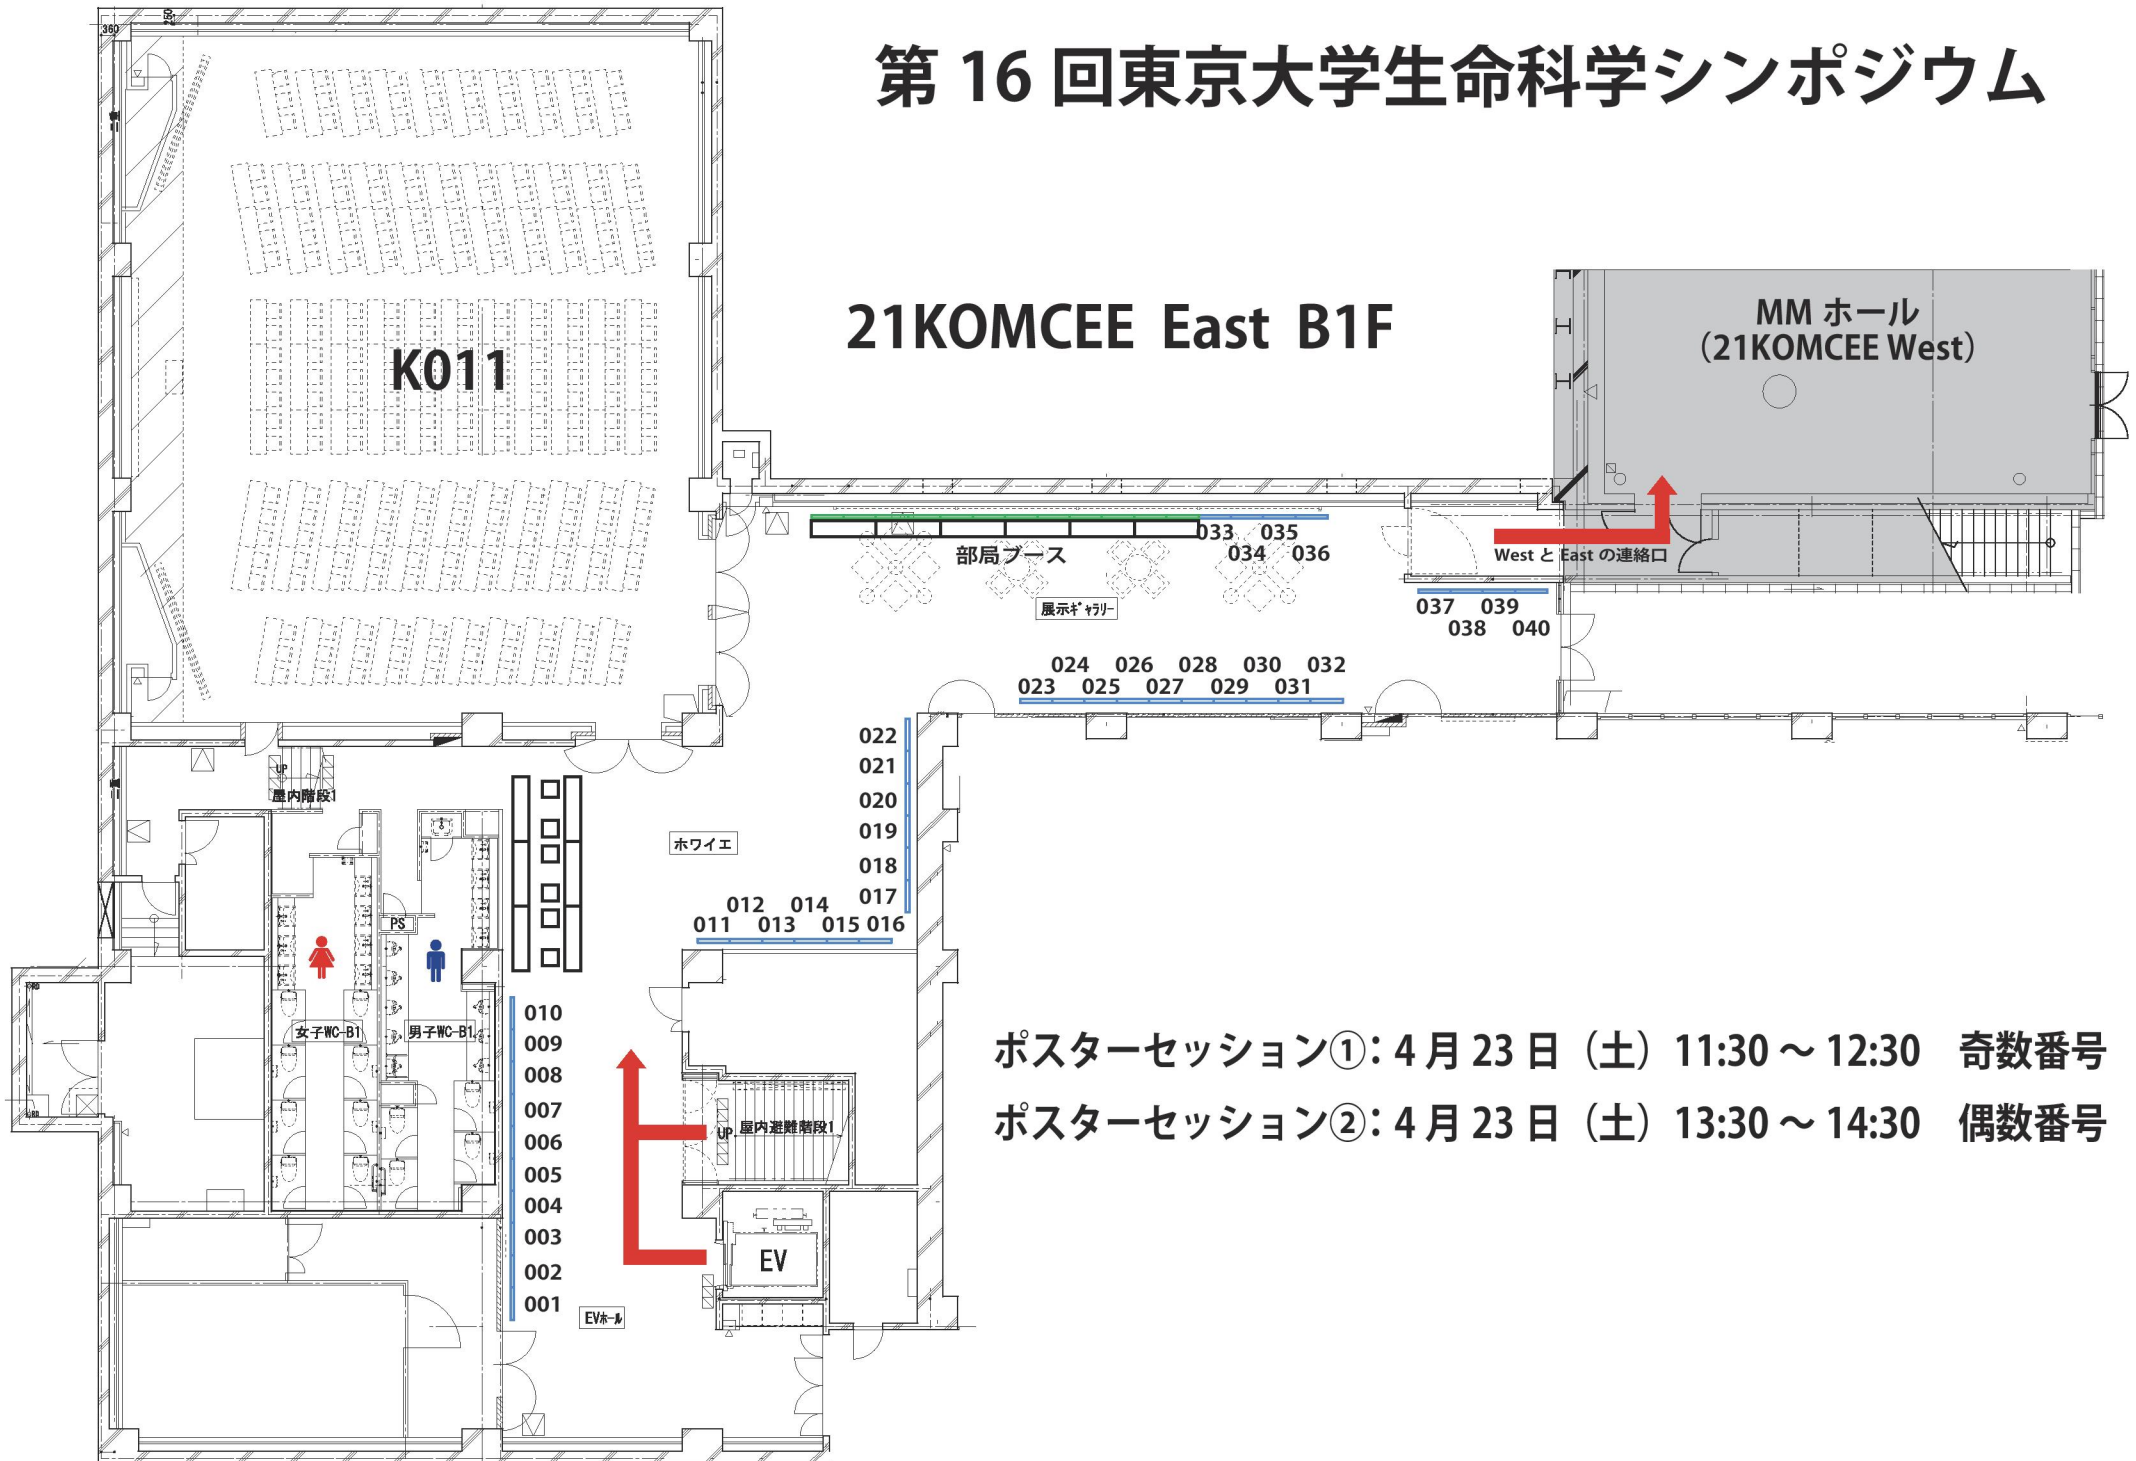 360
250
第 16 回東京大学生命科学シンポジウム
21KOMCEE East B1F
MM ホール
（21KOMCEE West）
K011
033 035
034 036
部局ブース
West と East の連絡口
展示ギャラリー
037 039
038 040
024 026 028 030 032
023 025 027 029 031
022
021
020
019
018
017
UP
屋内階段1
ホワイエ
012 014
011 013 015 016
PS
女子WC-B1
男子WC-B1
010
009
008
007
006
005
004
003
002
001
UP 屋内避難階段1
EV
EVホール
ポスターセッション①：4 月 23 日（土）11:30 ～ 12:30 奇数番号
ポスターセッション②：4 月 23 日（土）13:30 ～ 14:30 偶数番号